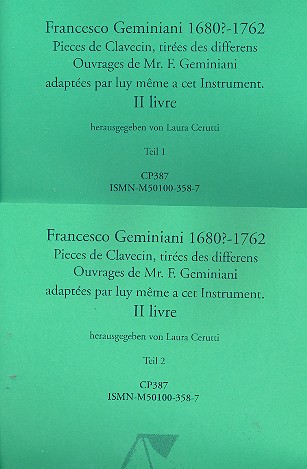 Francesco Geminiani 1680?-1762
Pieces de Clavecin, tirées des differens
Ouvrages de Mr. F. Geminiani
adaptées par luy même a cet Instrument.
II livre
herausgegeben von Laura Cerutti
Teil 1
CP387
ISMN-M50100-358-7
Francesco Geminiani 1680?-1762
Pieces de Clavecin, tirées des differens
Ouvrages de Mr. F. Geminiani
adaptées par luy même a cet Instrument.
II livre
herausgegeben von Laura Cerutti
Teil 2
CP387
ISMN-M50100-358-7